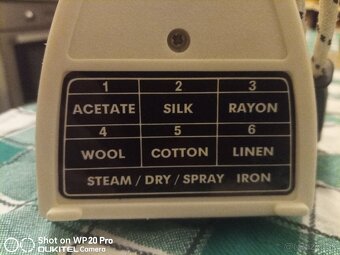 1 2 3
ACETATE SILK RAYON
4 5 6
WOOL COTTON LINEN
STEAM / DRY / SPRAY IRON
Shot on WP20 Pro
OUKITEL Camera